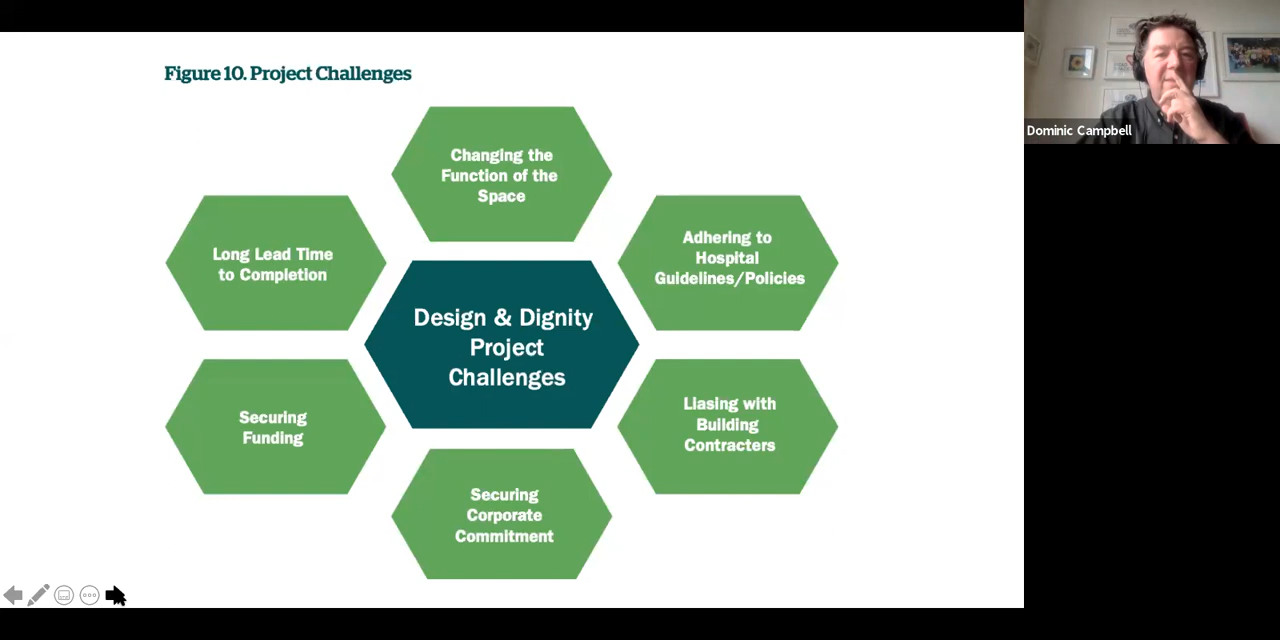 Figure 10. Project Challenges
Changing the
Function of the
Space
Long Lead Time
to Completion
Adhering to
Hospital
Guidelines/Policies
Design & Dignity
Project
Challenges
Securing
Funding
Liasing with
Building
Contracters
Securing
Corporate
Commitment
Dominic Campbell